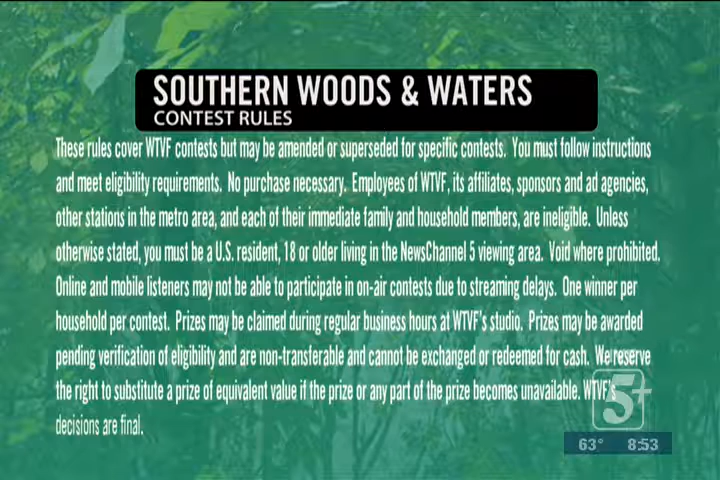 SOUTHERN WOODS & WATERS
CONTEST RULES
These rules cover WTVF contests but may be amended or superseded for specific contests. You must follow instructions
and meet eligibility requirements. No purchase necessary. Employees of WTVF, its affiliates, sponsors and ad agencies,
other stations in the metro area, and each of their immediate family and household members, are ineligible. Unless
otherwise stated, you must be a U.S. resident, 18 or older living in the NewsChannel 5 viewing area. Void where prohibited.
Online and mobile listeners may not be able to participate in on-air contests due to streaming delays. One winner per
household per contest. Prizes may be claimed during regular business hours at WTVF's studio. Prizes may be awarded
pending verification of eligibility and are non-transferable and cannot be exchanged or redeemed for cash. We reserve
the right to substitute a prize of equivalent value if the prize or any part of the prize becomes unavailable. WTVF's
decisions are final.
5+
63° 8:53